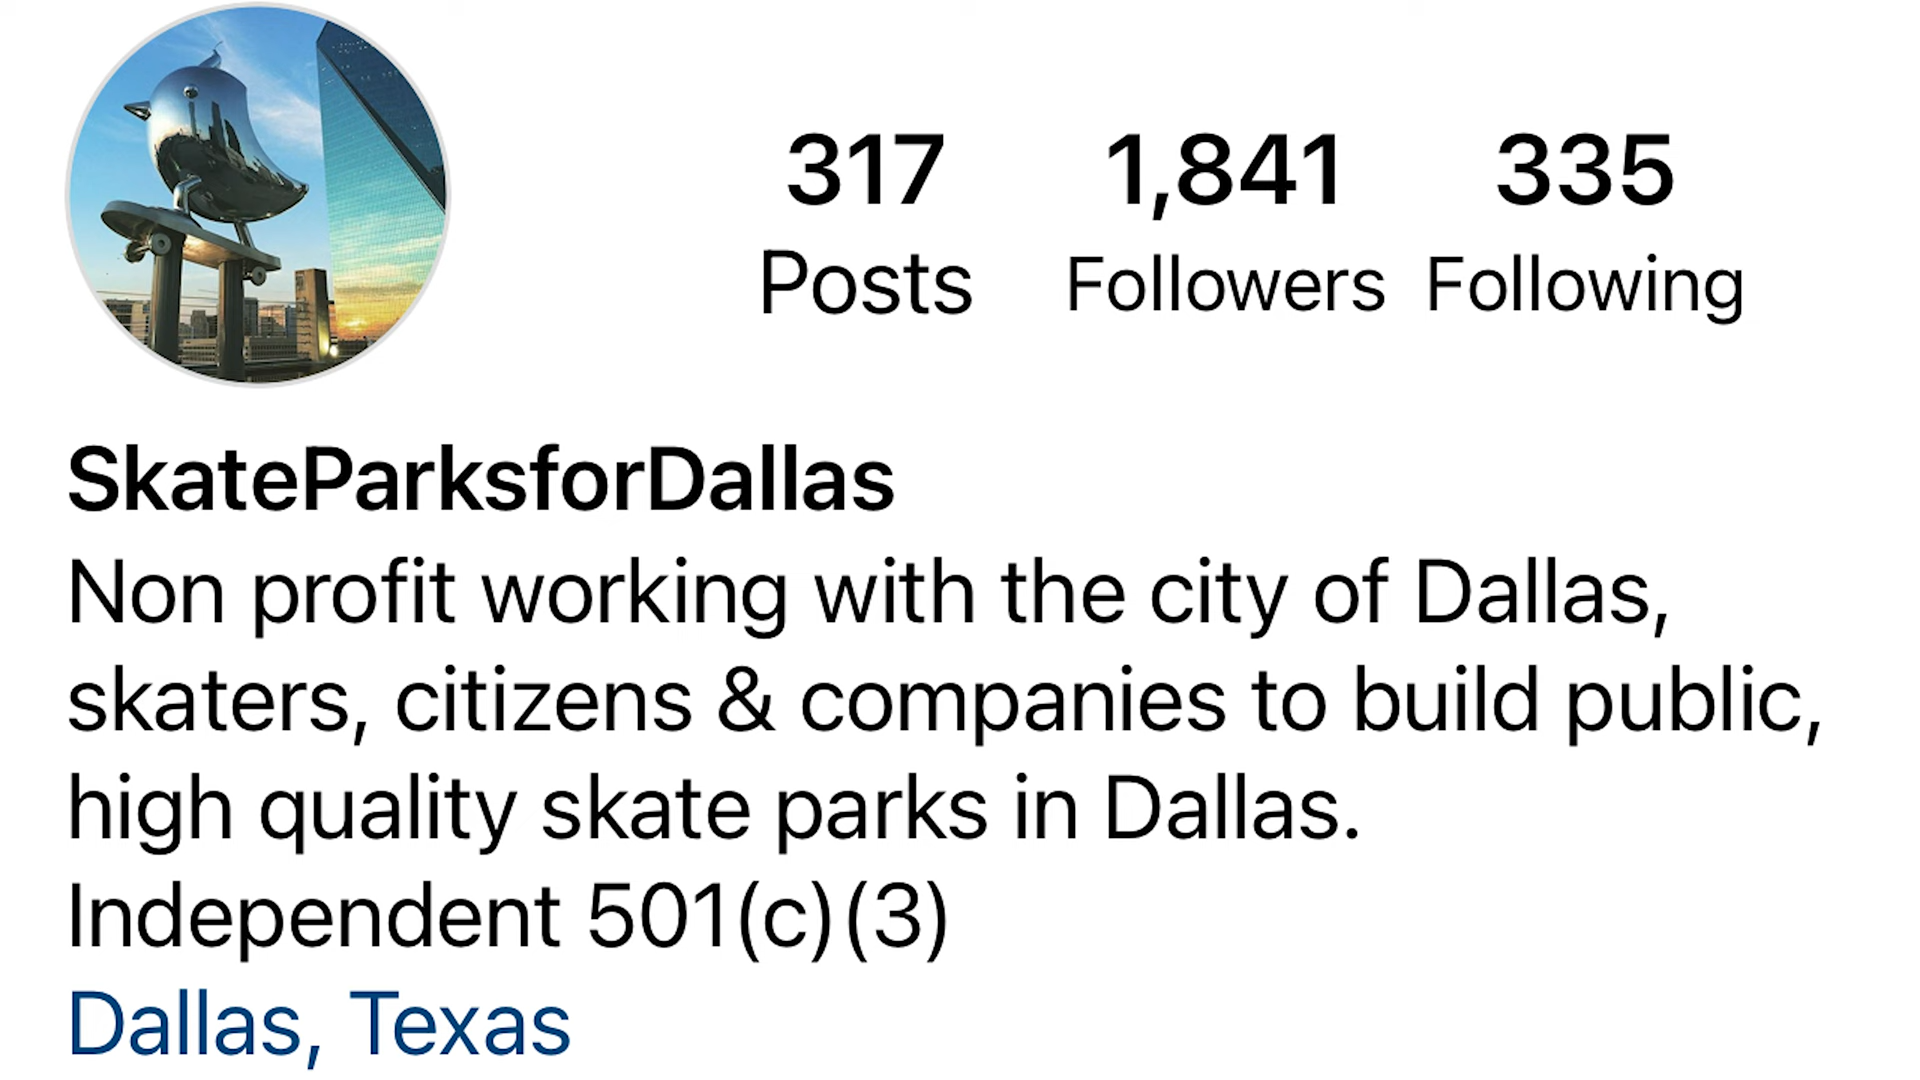 317 1,841 335
Posts Followers Following
SkateParksforDallas
Non profit working with the city of Dallas,
skaters, citizens & companies to build public,
high quality skate parks in Dallas.
Independent 501(c)(3)
Dallas, Texas